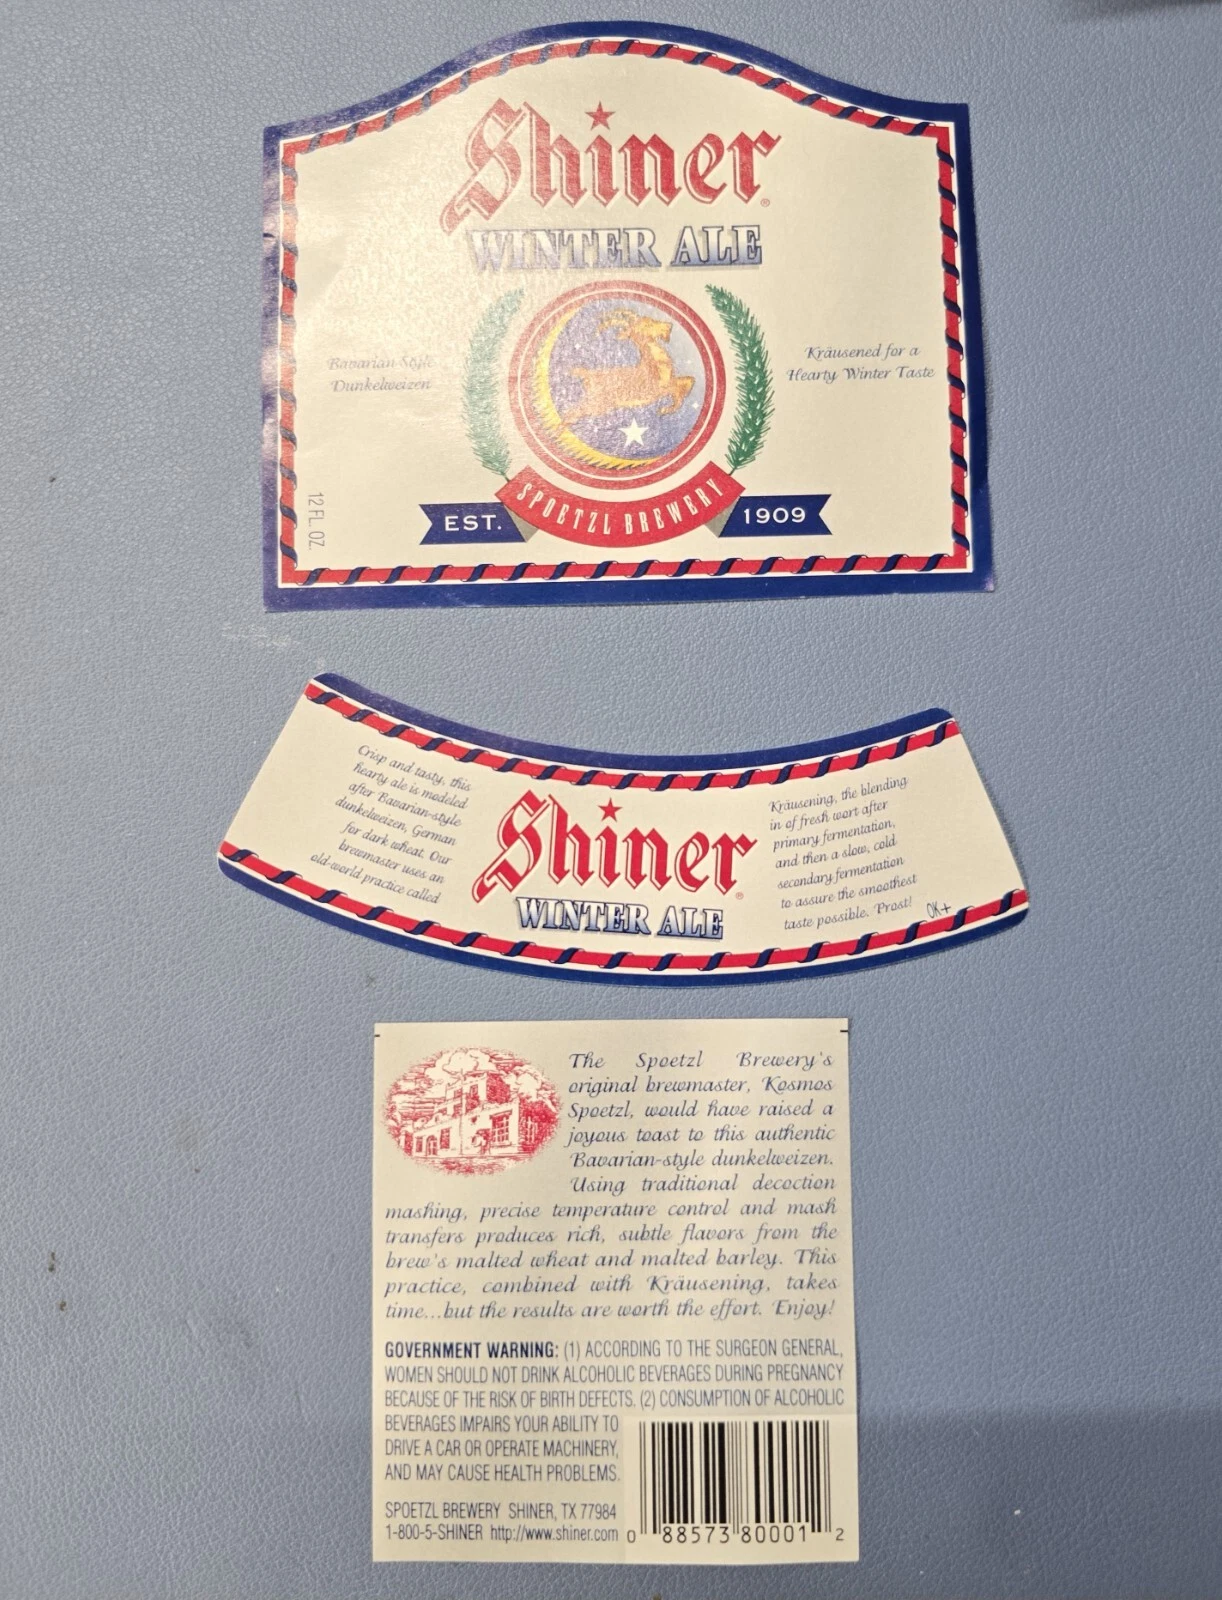 Shiner®
WINTER ALE
Bavarian-Style
Dunkelweizen
Kräusened for a
Hearty Winter Taste
12 FL. OZ.
EST.
SPOETZL BREWERY
1909
Crisp and tasty, this
hearty ale is modeled
after Bavarian-style
dunkelweizen, German
for dark wheat. Our
brewmaster uses an
old-world practice called
Shiner®
WINTER ALE
Kräusening, the blending
in of fresh wort after
primary fermentation,
and then a slow, cold
secondary fermentation
to assure the smoothest
taste possible. Prost!
OK+
The Spoetzl Brewery's
original brewmaster, Kosmos
Spoetzl, would have raised a
joyous toast to this authentic
Bavarian-style dunkelweizen.
Using traditional decoction
mashing, precise temperature control and mash
transfers produces rich, subtle flavors from the
brew's malted wheat and malted barley. This
practice, combined with Kräusening, takes
time...but the results are worth the effort. Enjoy!
GOVERNMENT WARNING: (1) ACCORDING TO THE SURGEON GENERAL,
WOMEN SHOULD NOT DRINK ALCOHOLIC BEVERAGES DURING PREGNANCY
BECAUSE OF THE RISK OF BIRTH DEFECTS. (2) CONSUMPTION OF ALCOHOLIC
BEVERAGES IMPAIRS YOUR ABILITY TO
DRIVE A CAR OR OPERATE MACHINERY,
AND MAY CAUSE HEALTH PROBLEMS.
SPOETZL BREWERY SHINER, TX 77984
1-800-5-SHINER http://www.shiner.com
0 88573 80001 2